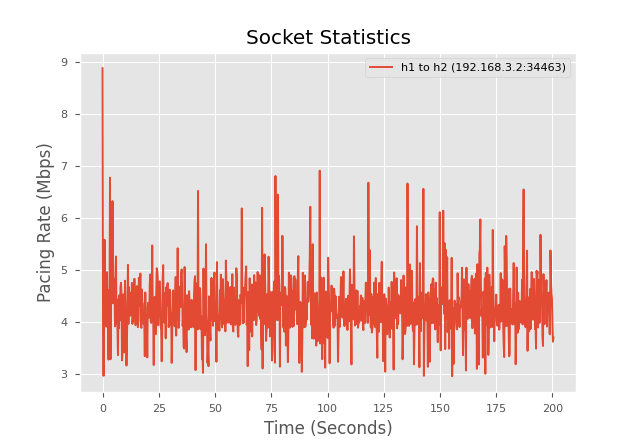 Socket Statistics
h1 to h2 (192.168.3.2:34463)
9
8
7
6
5
4
3
Pacing Rate (Mbps)
0 25 50 75 100 125 150 175 200
Time (Seconds)